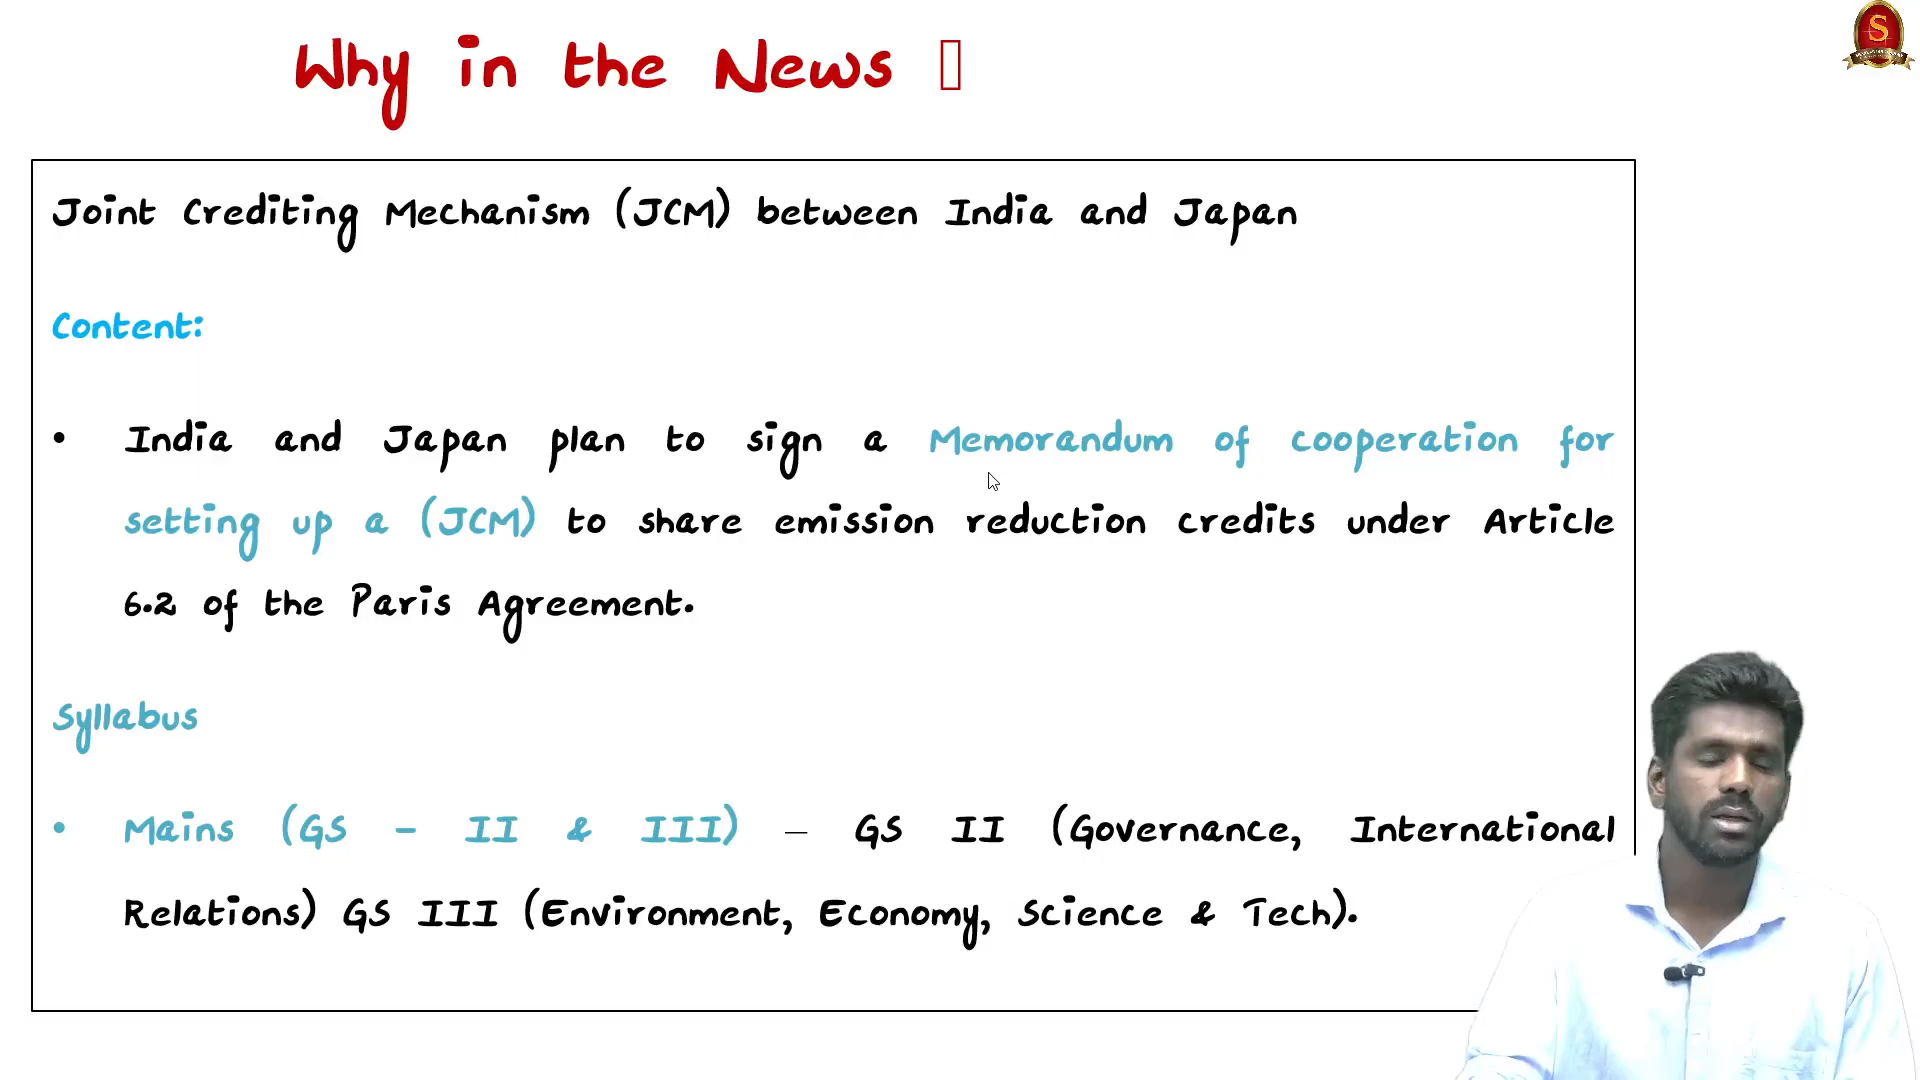 Why in the News
S
Joint Crediting Mechanism (JCM) between India and Japan
Content:
• India and Japan plan to sign a Memorandum of cooperation for
setting up a (JCM) to share emission reduction credits under Article
6.2 of the Paris Agreement.
Syllabus
• Mains (GS - II & III) – GS II (Governance, International
Relations) GS III (Environment, Economy, Science & Tech).